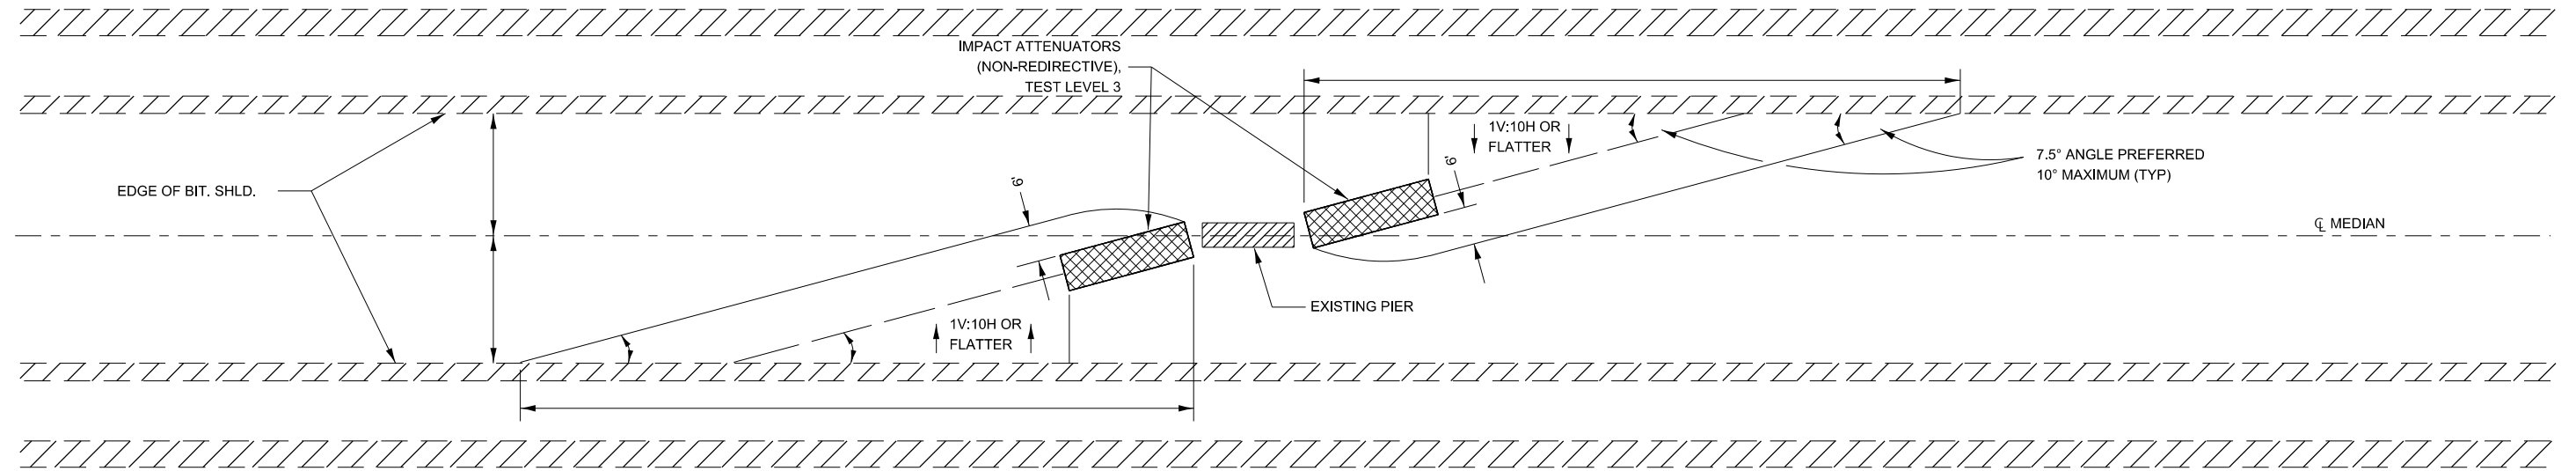 IMPACT ATTENUATORS
(NON-REDIRECTIVE),
TEST LEVEL 3
1V:10H OR
FLATTER
7.5° ANGLE PREFERRED
10° MAXIMUM (TYP)
EDGE OF BIT. SHLD.
6'
6'
℄ MEDIAN
EXISTING PIER
1V:10H OR
FLATTER